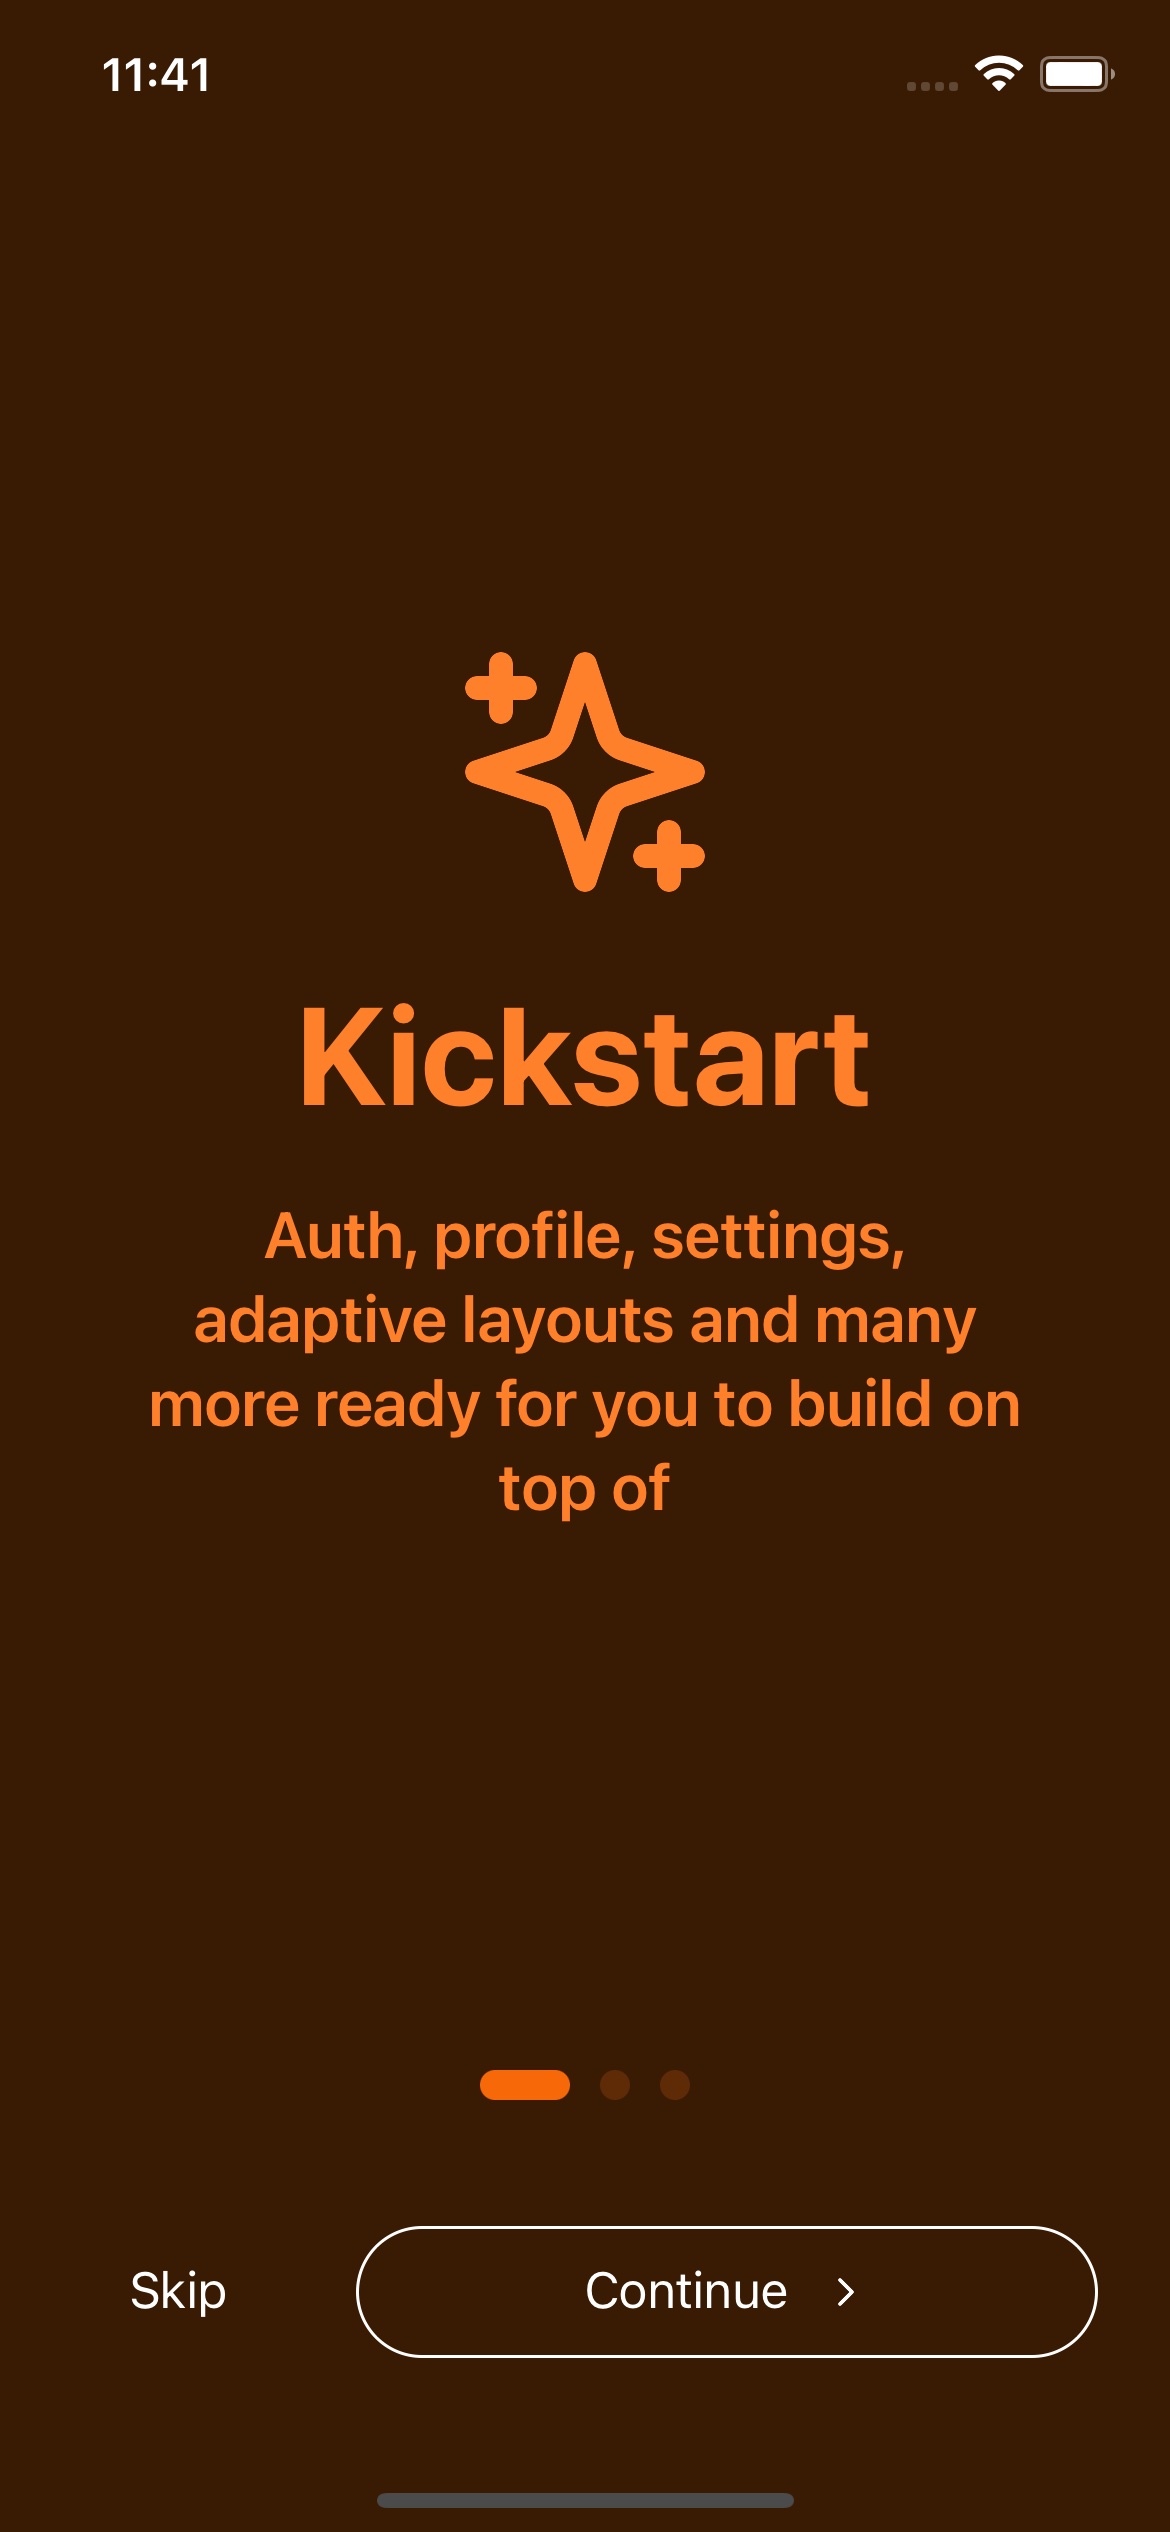 11:41
Kickstart
Auth, profile, settings,
adaptive layouts and many
more ready for you to build on
top of
Skip
Continue